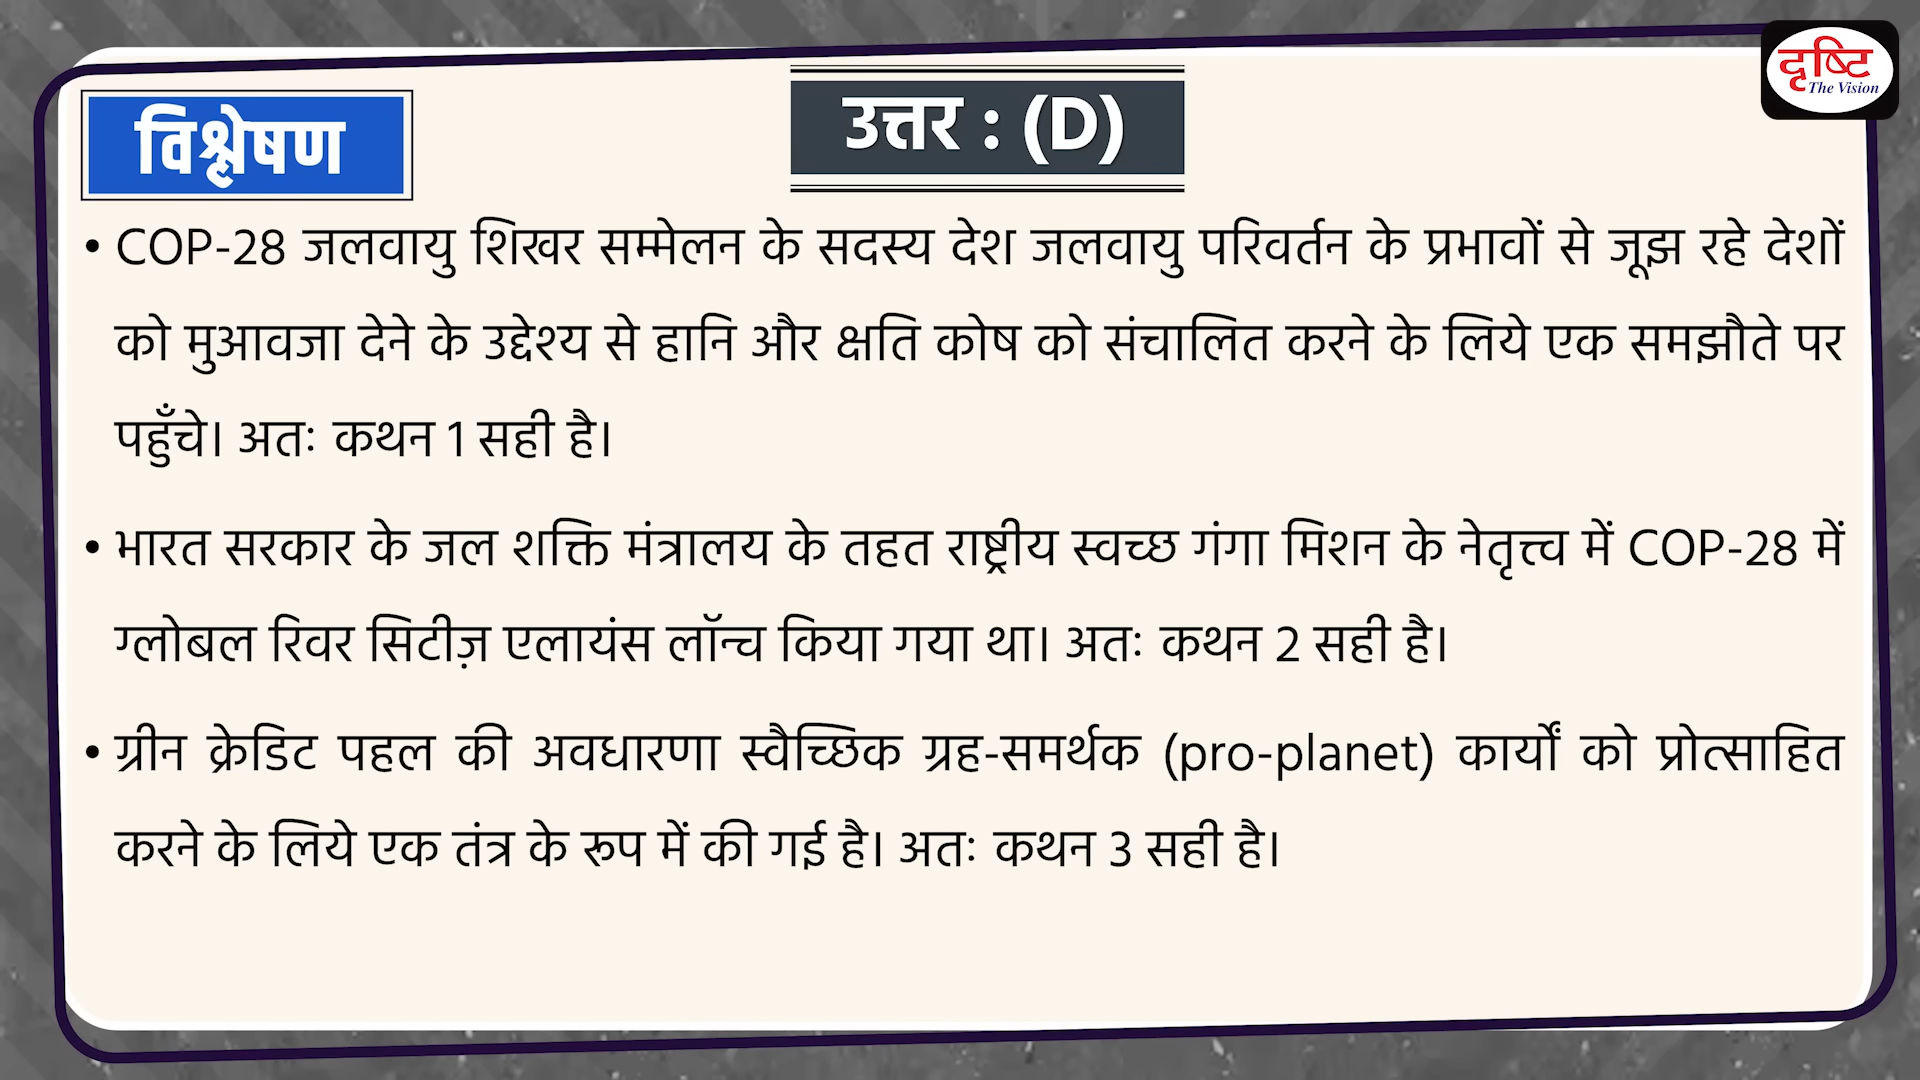 दृष्टि
The Vision
विश्लेषण
उत्तर : (D)
• COP-28 जलवायु शिखर सम्मेलन के सदस्य देश जलवायु परिवर्तन के प्रभावों से जूझ रहे देशों
को मुआवजा देने के उद्देश्य से हानि और क्षति कोष को संचालित करने के लिये एक समझौते पर
पहुँचे। अतः कथन 1 सही है।
• भारत सरकार के जल शक्ति मंत्रालय के तहत राष्ट्रीय स्वच्छ गंगा मिशन के नेतृत्त्व में COP-28 में
ग्लोबल रिवर सिटीज़ एलायंस लॉन्च किया गया था। अतः कथन 2 सही है।
• ग्रीन क्रेडिट पहल की अवधारणा स्वैच्छिक ग्रह-समर्थक (pro-planet) कार्यों को प्रोत्साहित
करने के लिये एक तंत्र के रूप में की गई है। अतः कथन 3 सही है।